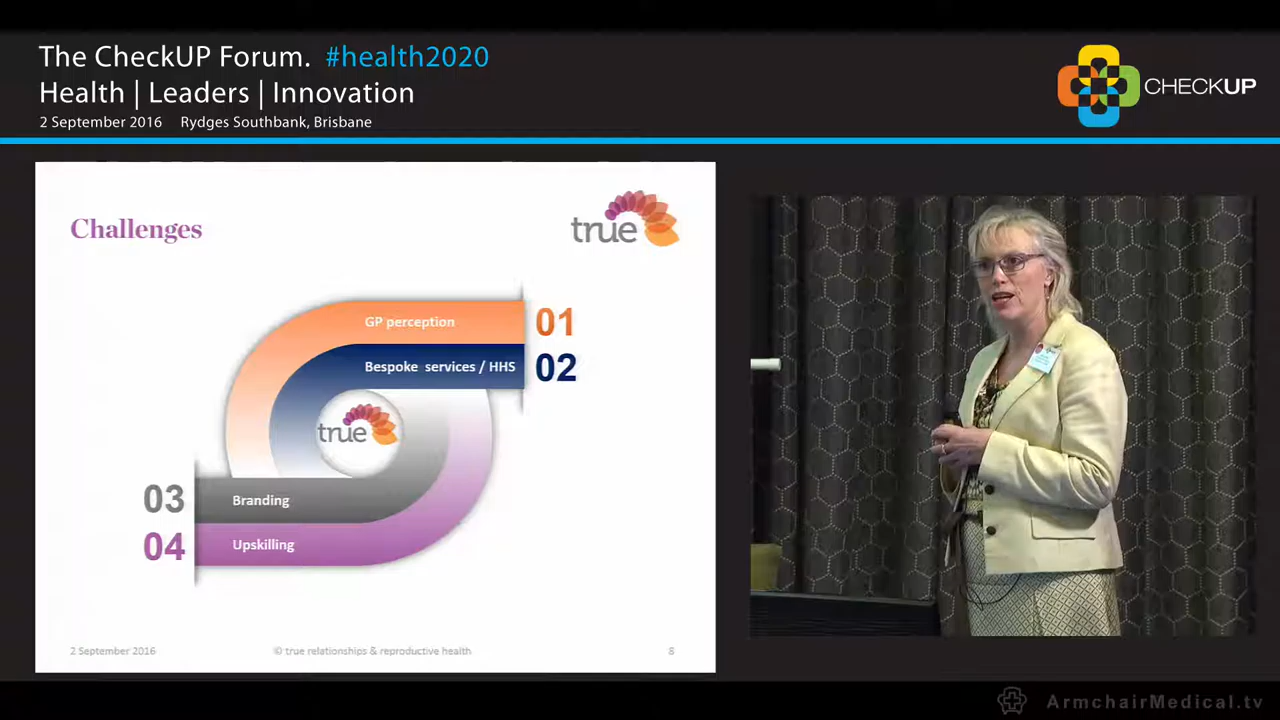 The CheckUP Forum. #health2020
Health | Leaders | Innovation
2 September 2016 Rydges Southbank, Brisbane
CHECKUP
Challenges
true
GP perception 01
Bespoke services / HHS 02
true
03 Branding
04 Upskilling
2 September 2016 © true relationships & reproductive health 8
ArmchairMedical.tv